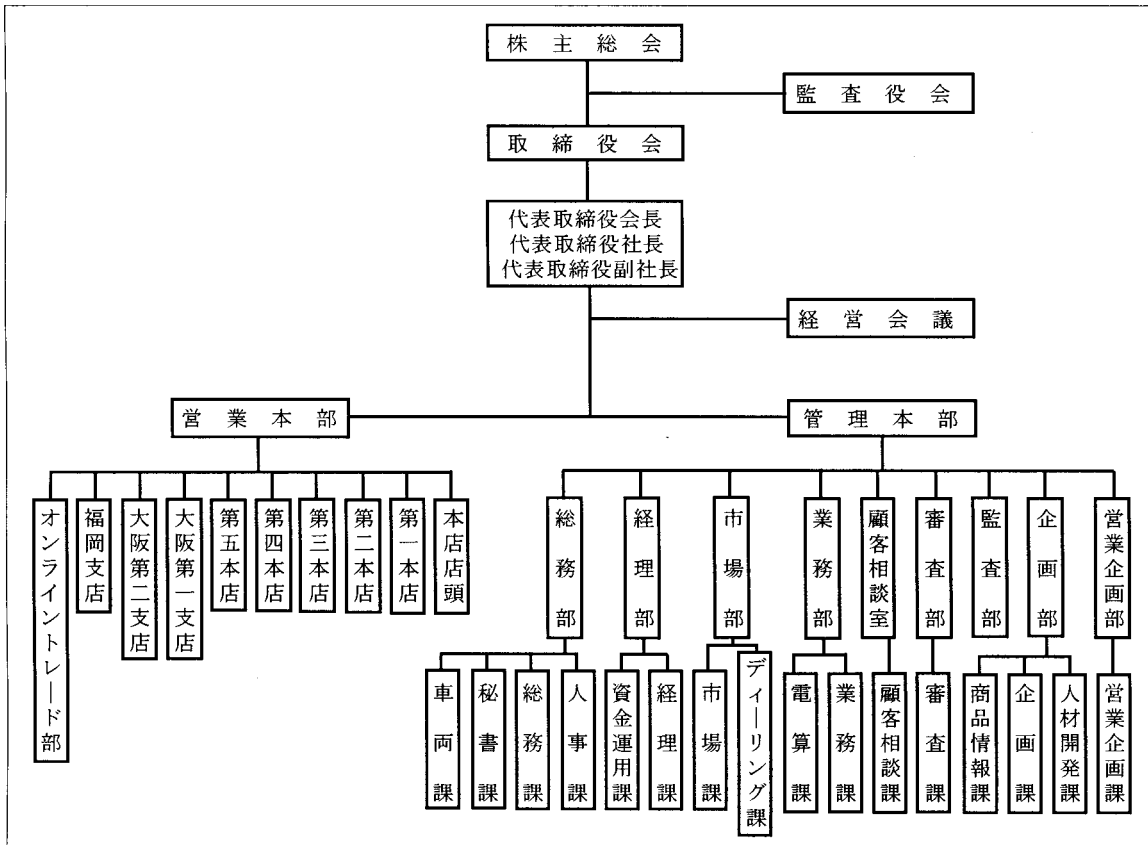 株主総会
監査役会
取締役会
代表取締役会長
代表取締役社長
代表取締役副社長
経営会議
営業本部
管理本部
オンライントレード部
福岡支店
大阪第二支店
大阪第一支店
第五本店
第四本店
第三本店
第二本店
第一本店
本店店頭
総務部
経理部
市場部
業務部
顧客相談室
審査部
監査部
企画部
営業企画部
車両課
秘書課
総務課
人事課
資金運用課
経理課
市場課
ディーリング課
電算課
業務課
顧客相談課
審査課
商品情報課
企画課
人材開発課
営業企画課